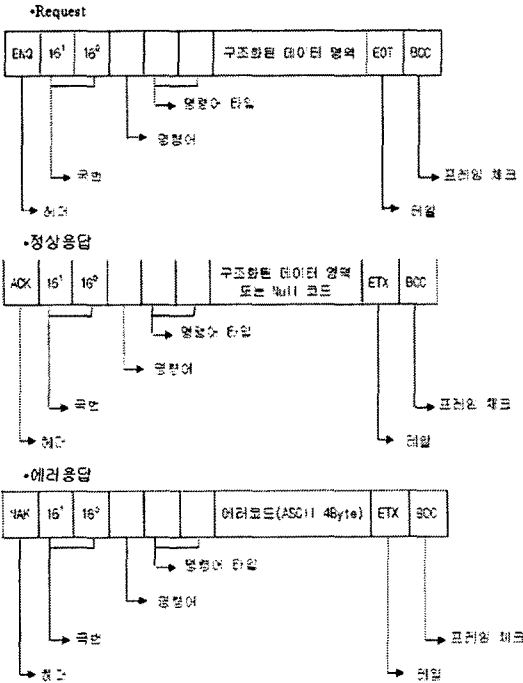 •Request
ENQ 16¹ 16⁰ 구조화된 데이터 영역 EOT BCC
명령어 타입
명령어
국번 프레임 체크
헤더 테일
•정상응답
ACK 16¹ 16⁰ 구조화된 데이터 영역 또는 Null 코드 ETX BCC
명령어 타입
명령어
국번 프레임 체크
헤더 테일
•에러응답
NAK 16¹ 16⁰ 에러코드(ASCII 4Byte) ETX BCC
명령어 타입
명령어
국번 프레임 체크
헤더 테일